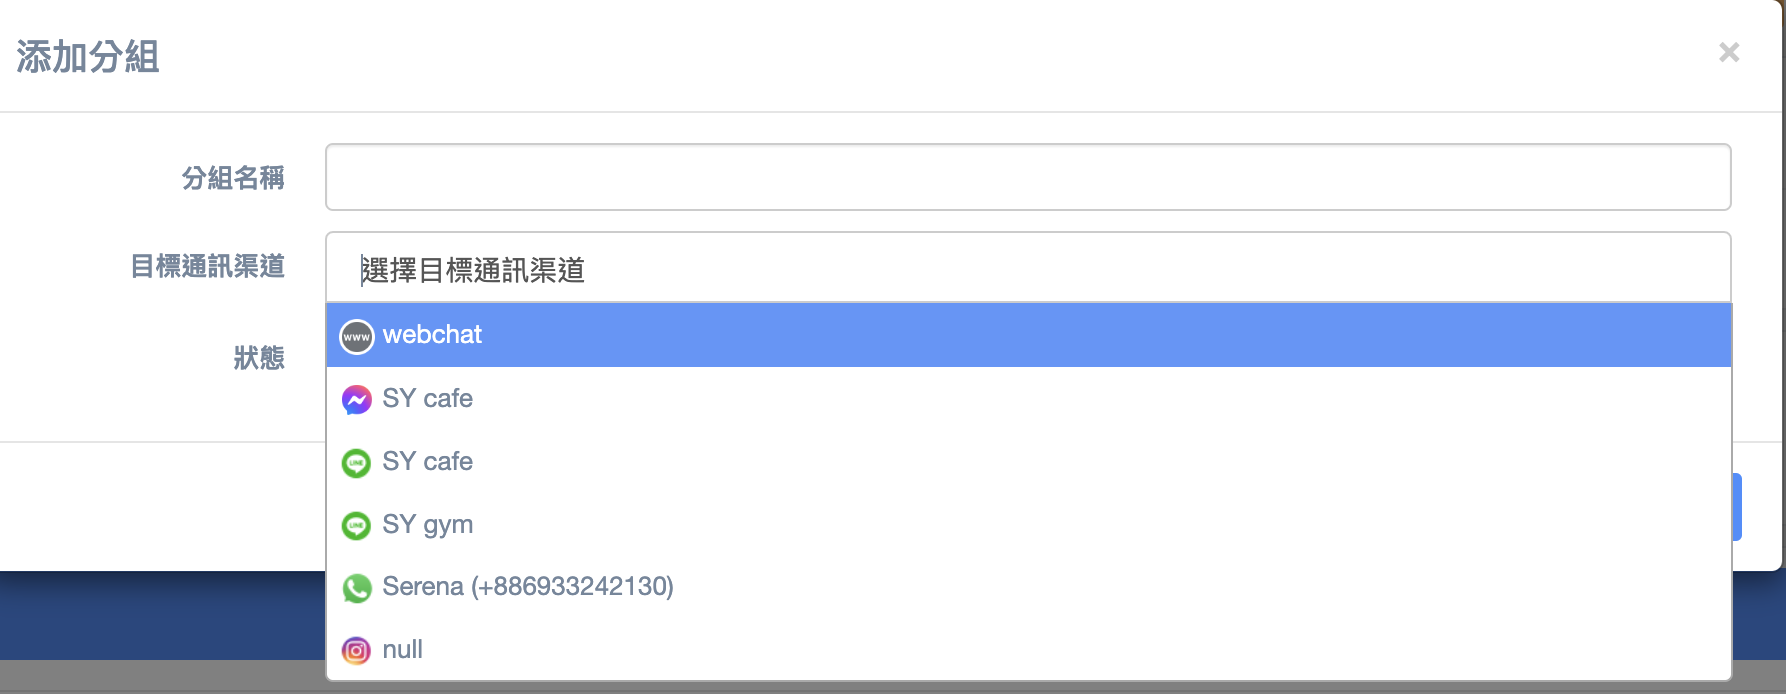 添加分組
×
分組名稱
目標通訊渠道
選擇目標通訊渠道
狀態
www webchat
SY cafe
LINE SY cafe
LINE SY gym
Serena (+886933242130)
null